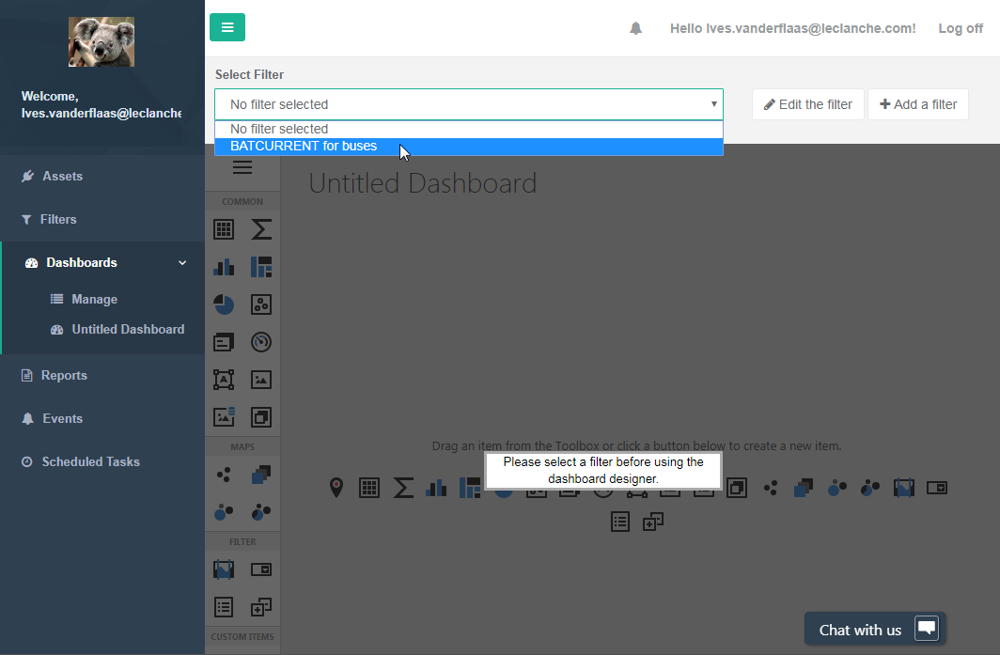 Hello Ives.vanderflaas@leclanche.com!
Log off
Welcome,
Ives.vanderflaas@leclanche
Assets
Filters
Dashboards
Manage
Untitled Dashboard
Reports
Events
Scheduled Tasks
Select Filter
No filter selected
Edit the filter
Add a filter
No filter selected
BATCURRENT for buses
Untitled Dashboard
COMMON
MAPS
FILTER
CUSTOM ITEMS
Drag an item from the Toolbox or click a button below to create a new item.
Please select a filter before using the
dashboard designer.
Chat with us